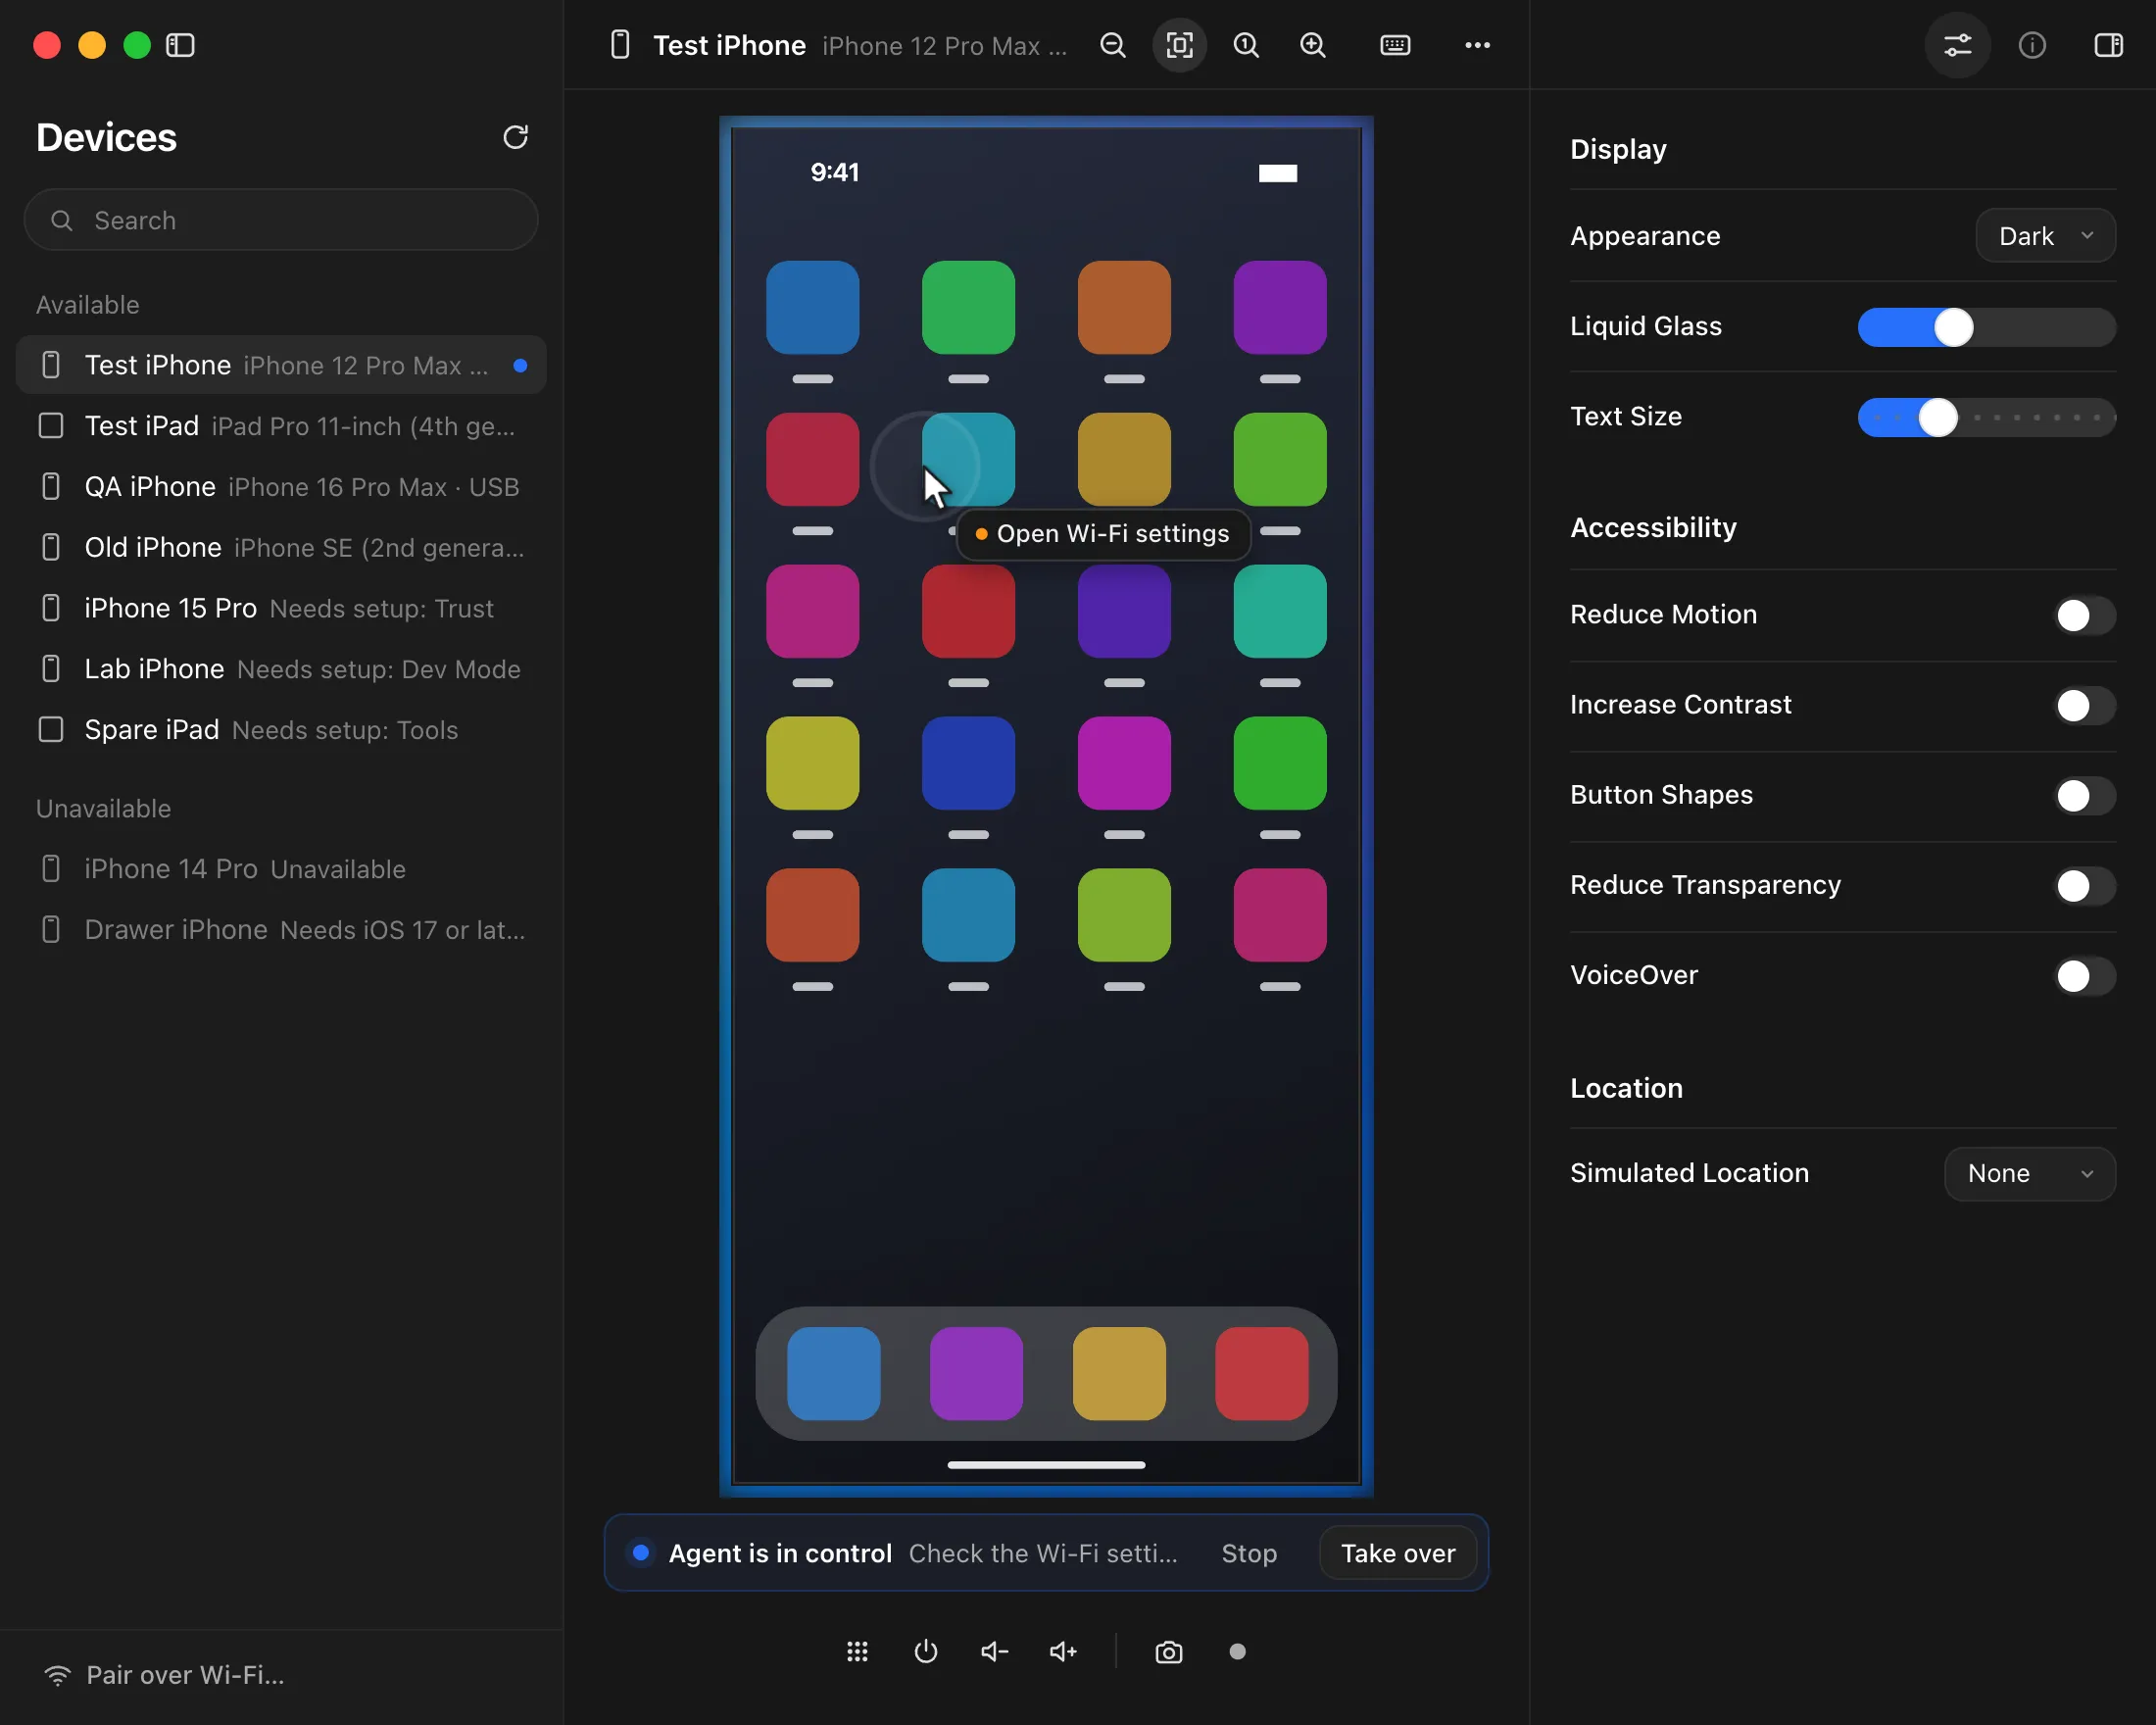 Devices
Search
Available
Test iPhone iPhone 12 Pro Max ...
Test iPad iPad Pro 11-inch (4th ge...
QA iPhone iPhone 16 Pro Max · USB
Old iPhone iPhone SE (2nd genera...
iPhone 15 Pro Needs setup: Trust
Lab iPhone Needs setup: Dev Mode
Spare iPad Needs setup: Tools
Unavailable
iPhone 14 Pro Unavailable
Drawer iPhone Needs iOS 17 or lat...
Pair over Wi-Fi...
Test iPhone iPhone 12 Pro Max ...
1
9:41
Open Wi-Fi settings
Agent is in control Check the Wi-Fi setti... Stop Take over
Display
Appearance Dark
Liquid Glass
Text Size
Accessibility
Reduce Motion
Increase Contrast
Button Shapes
Reduce Transparency
VoiceOver
Location
Simulated Location None